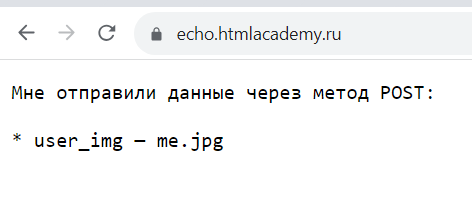 echo.htmlacademy.ru
Мне отправили данные через метод POST:
* user_img — me.jpg